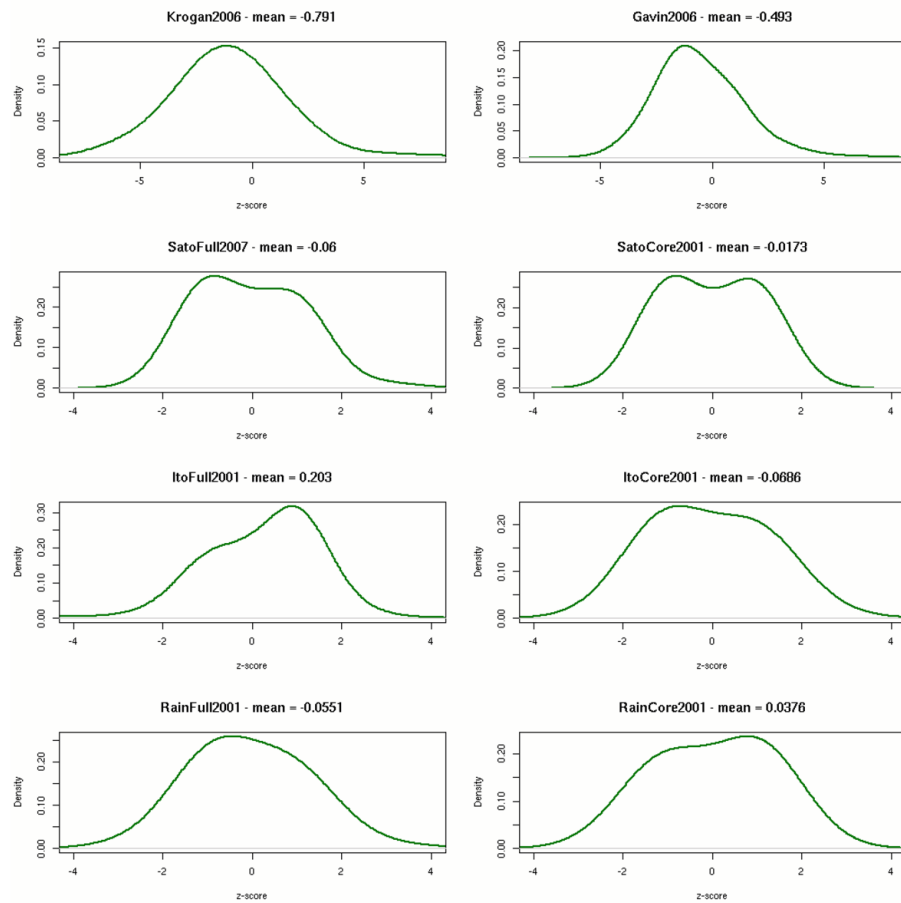 Krogan2006 - mean = -0.791
Density
0.00
0.05
0.10
0.15
-5
0
5
z-score
Gavin2006 - mean = -0.493
Density
0.00
0.05
0.10
0.15
0.20
-5
0
5
z-score
SatoFull2007 - mean = -0.06
Density
0.00
0.10
0.20
-4
-2
0
2
4
z-score
SatoCore2001 - mean = -0.0173
Density
0.00
0.10
0.20
-4
-2
0
2
4
z-score
ItoFull2001 - mean = 0.203
Density
0.00
0.10
0.20
0.30
-4
-2
0
2
4
z-score
ItoCore2001 - mean = -0.0686
Density
0.00
0.10
0.20
-4
-2
0
2
4
z-score
RainFull2001 - mean = -0.0551
Density
0.00
0.10
0.20
-4
-2
0
2
4
z-score
RainCore2001 - mean = 0.0376
Density
0.00
0.10
0.20
-4
-2
0
2
4
z-score